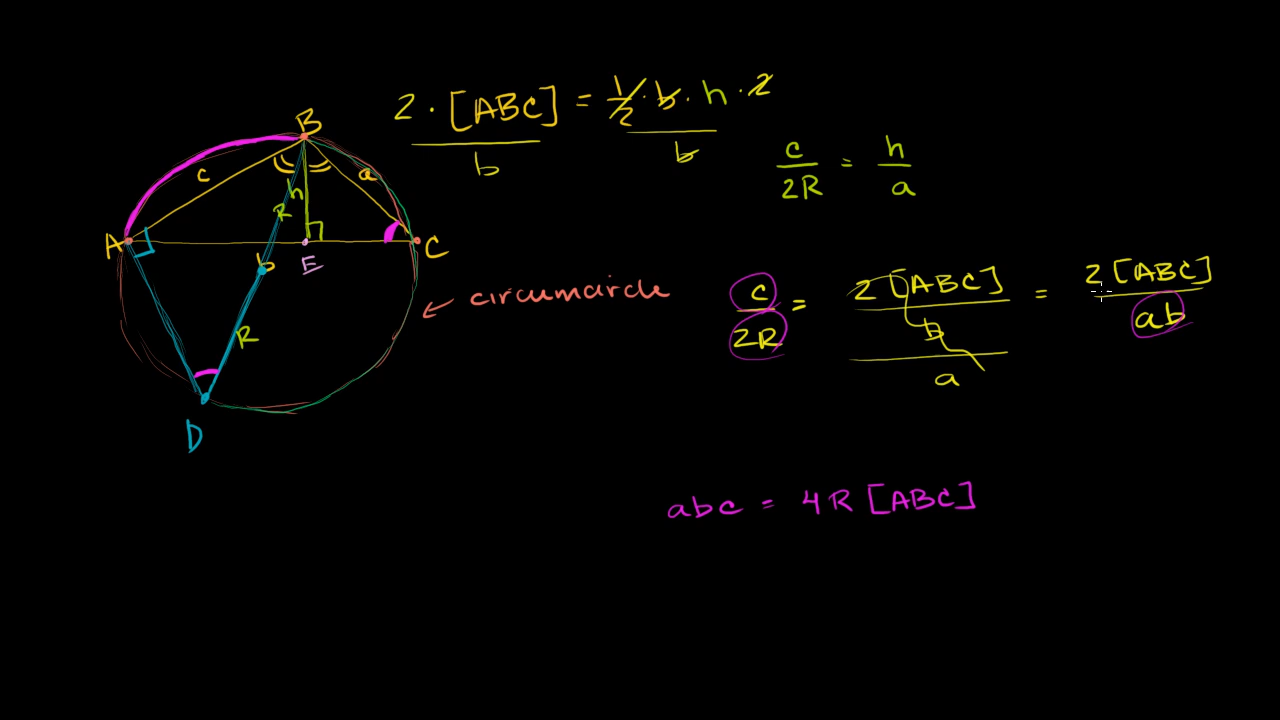 2 · [ABC] = 1/2 · b · h · 2
b b
c/2R = h/a
B
c a
h
R
A C
b E
R
D
circumcircle
c/2R = 2[ABC]/b/a = 2[ABC]/ab
abc = 4R [ABC]